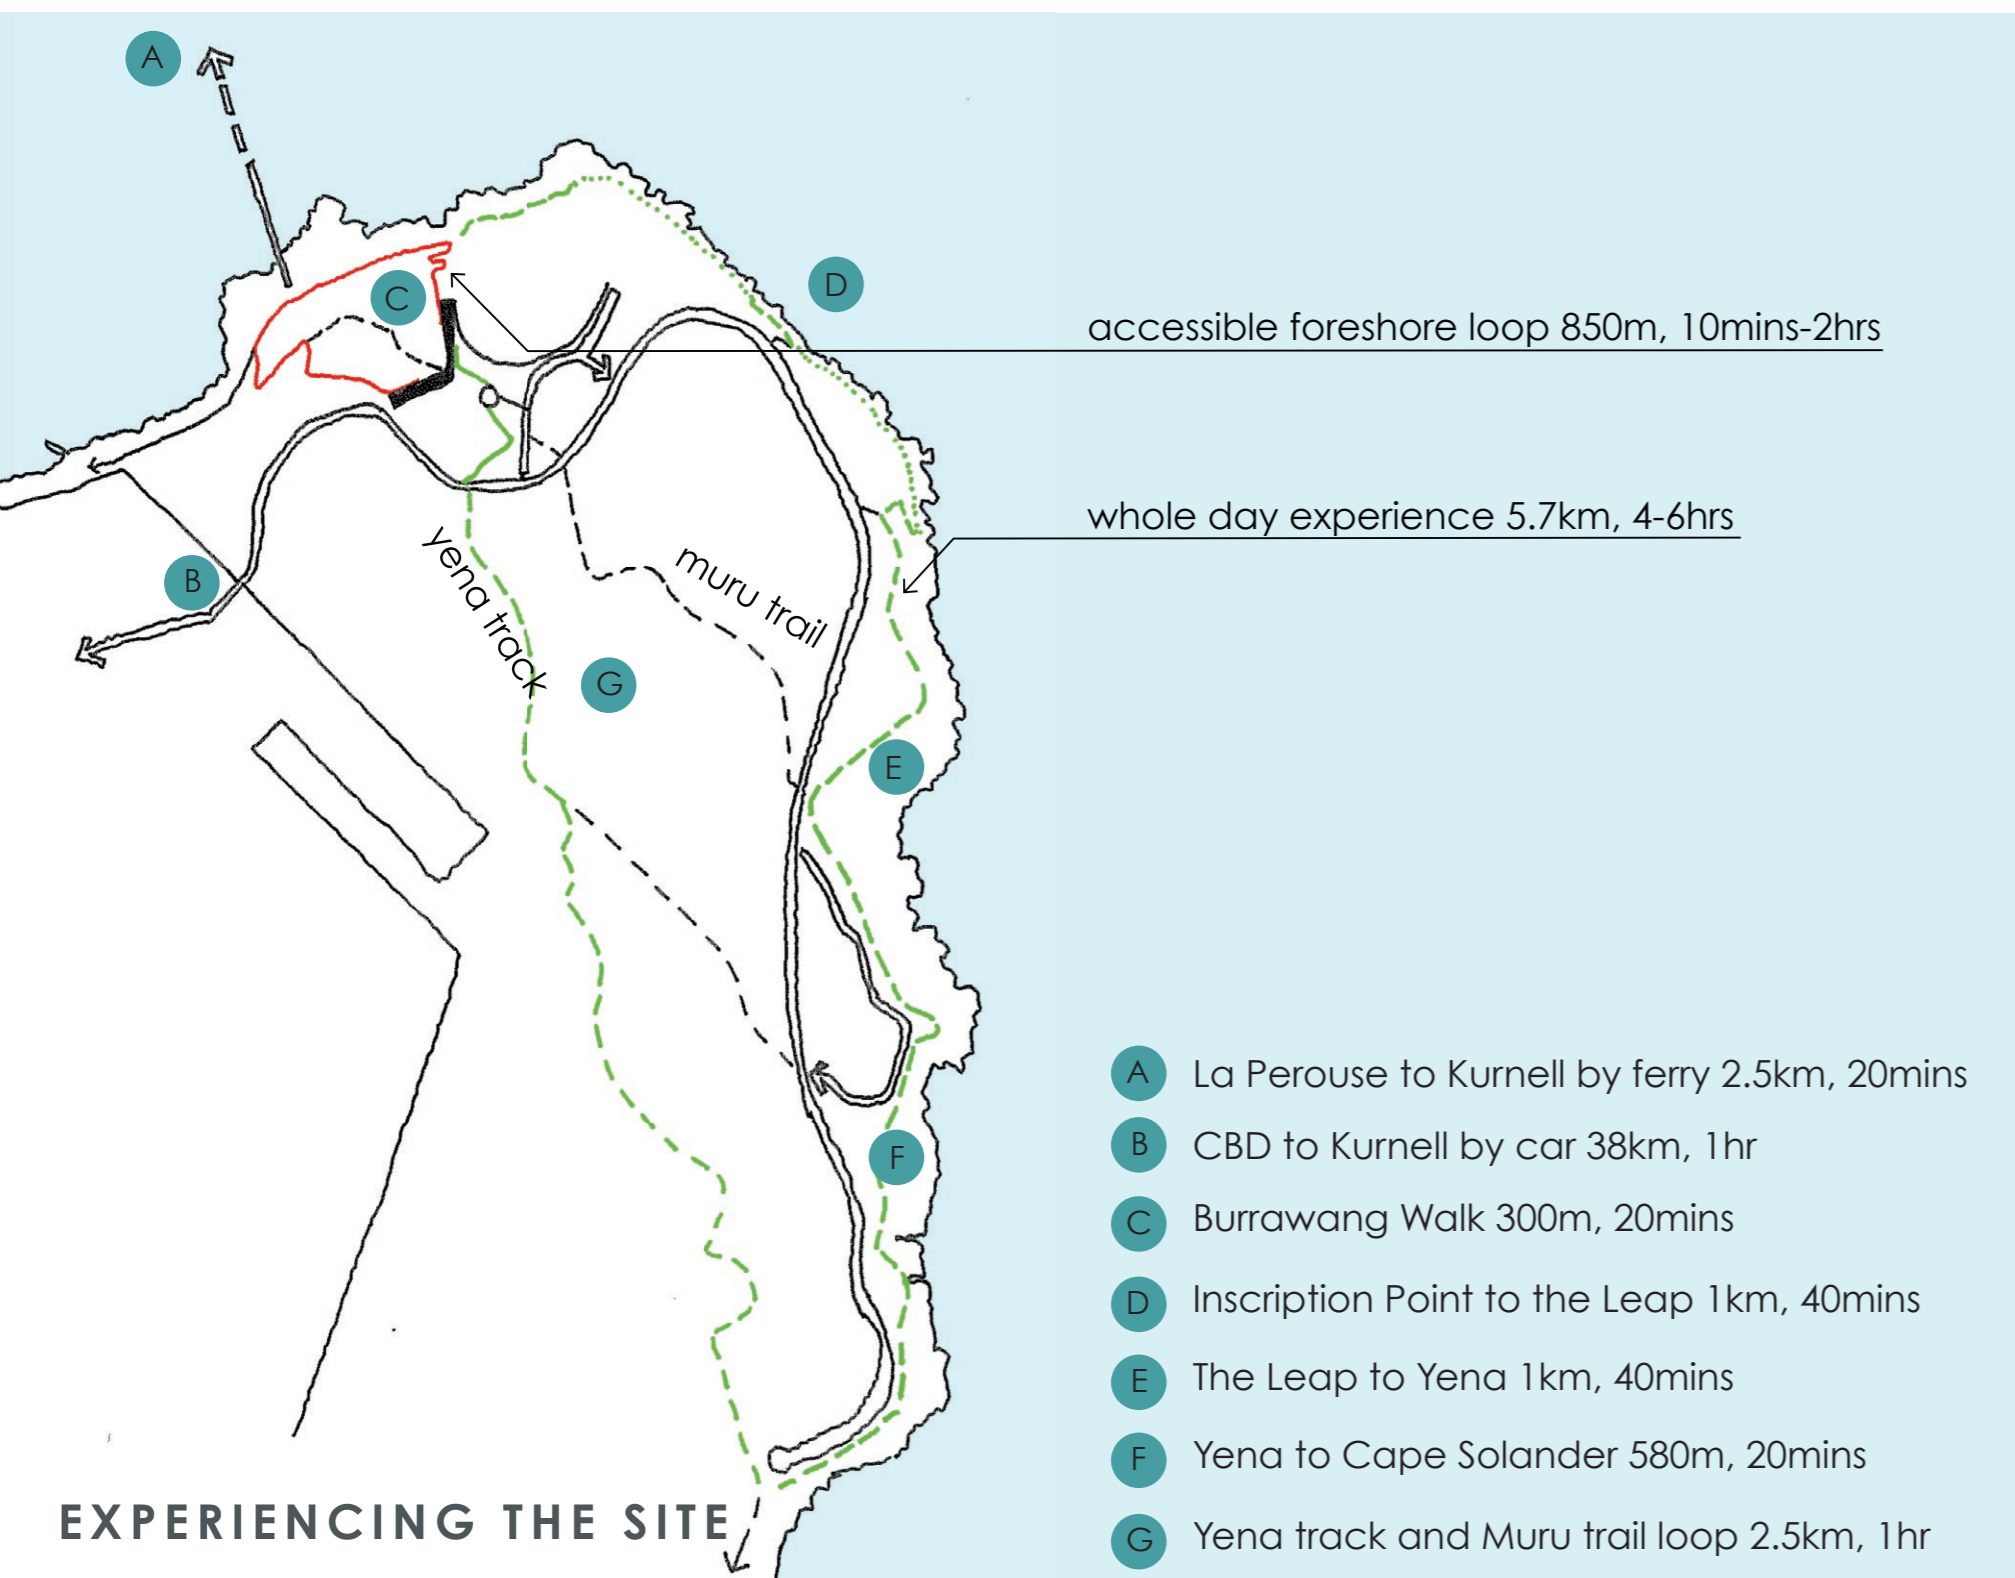 A
C
D
accessible foreshore loop 850m, 10mins-2hrs
whole day experience 5.7km, 4-6hrs
B
yena track
muru trail
G
E
F
A La Perouse to Kurnell by ferry 2.5km, 20mins
B CBD to Kurnell by car 38km, 1hr
C Burrawang Walk 300m, 20mins
D Inscription Point to the Leap 1km, 40mins
E The Leap to Yena 1km, 40mins
F Yena to Cape Solander 580m, 20mins
G Yena track and Muru trail loop 2.5km, 1hr
EXPERIENCING THE SITE